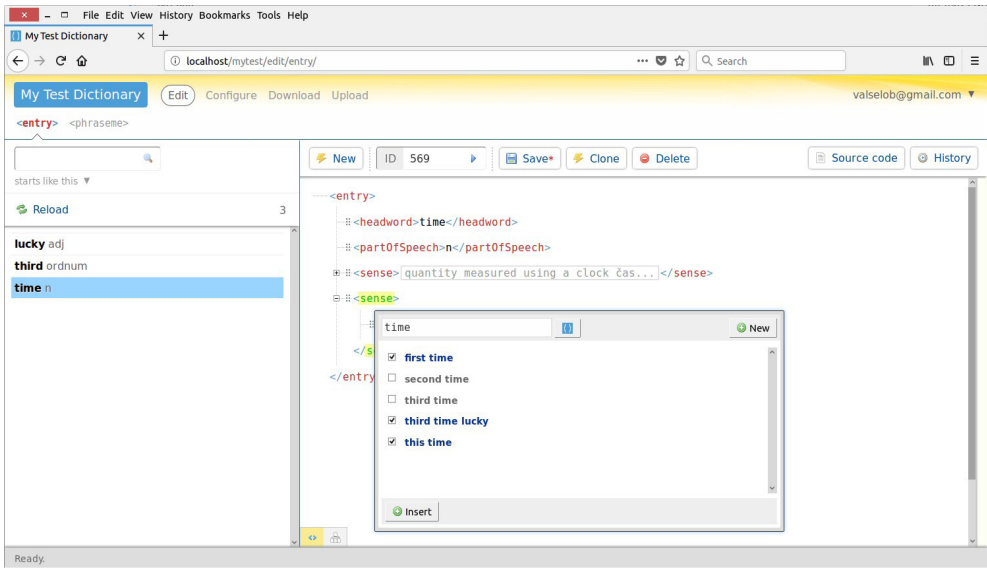 File Edit View History Bookmarks Tools Help
My Test Dictionary
localhost/mytest/edit/entry/
Search
My Test Dictionary Edit Configure Download Upload valselob@gmail.com ▼
<entry> <phraseme>
New ID 569 Save* Clone Delete Source code History
starts like this ▼
Reload 3
lucky adj
third ordnum
time n
<entry>
<headword>time</headword>
<partOfSpeech>n</partOfSpeech>
<sense>quantity measured using a clock čas...</sense>
<sense>
time New
</s
</entry
first time
second time
third time
third time lucky
this time
Insert
Ready.